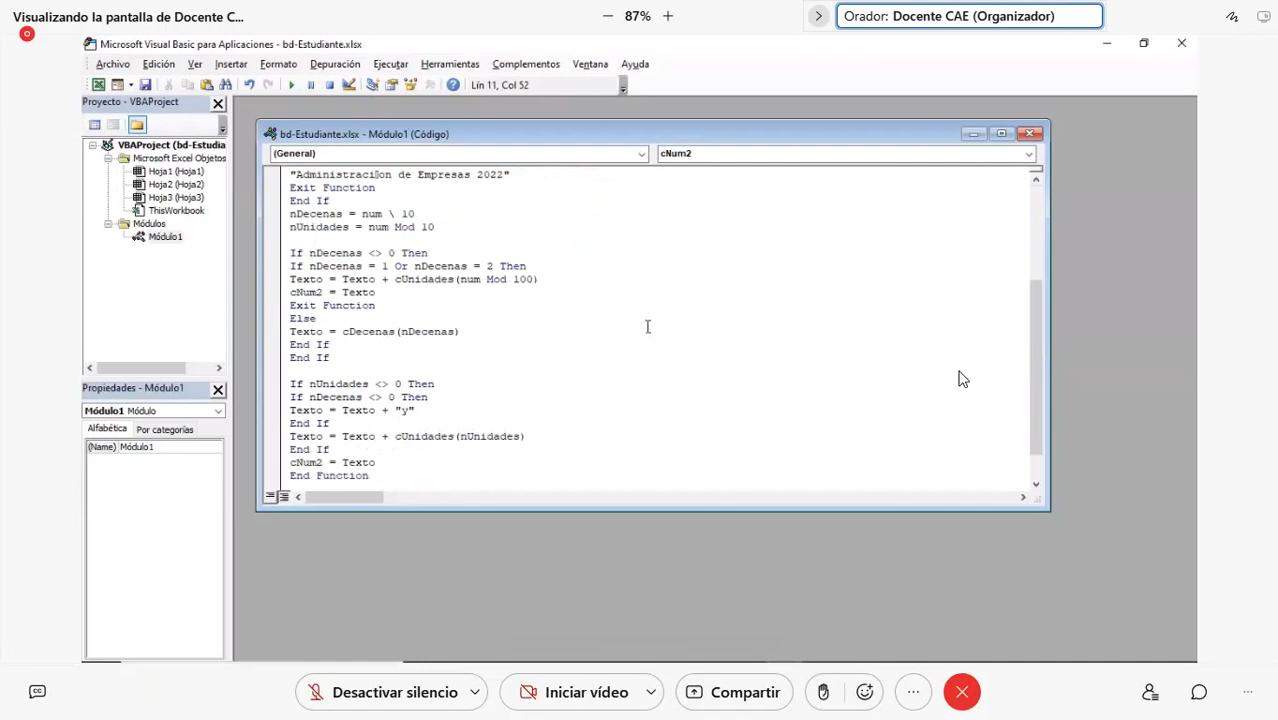 Visualizando la pantalla de Docente C...
87%
Orador: Docente CAE (Organizador)
Microsoft Visual Basic para Aplicaciones - bd-Estudiante.xlsx
Archivo Edición Ver Insertar Formato Depuración Ejecutar Herramientas Complementos Ventana Ayuda
Lín 11, Col 52
Proyecto - VBAProject
VBAProject (bd-Estudia
Microsoft Excel Objetos
Hoja1 (Hoja1)
Hoja2 (Hoja2)
Hoja3 (Hoja3)
ThisWorkbook
Módulos
Módulo1
Propiedades - Módulo1
Módulo1 Módulo
Alfabética Por categorías
(Name) Módulo1
bd-Estudiante.xlsx - Módulo1 (Código)
(General) cNum2
"Administracion de Empresas 2022"
Exit Function
End If
nDecenas = num \ 10
nUnidades = num Mod 10
If nDecenas <> 0 Then
If nDecenas = 1 Or nDecenas = 2 Then
Texto = Texto + cUnidades(num Mod 100)
cNum2 = Texto
Exit Function
Else
Texto = cDecenas(nDecenas)
End If
End If
If nUnidades <> 0 Then
If nDecenas <> 0 Then
Texto = Texto + "y"
End If
Texto = Texto + cUnidades(nUnidades)
End If
cNum2 = Texto
End Function
Desactivar silencio Iniciar vídeo Compartir